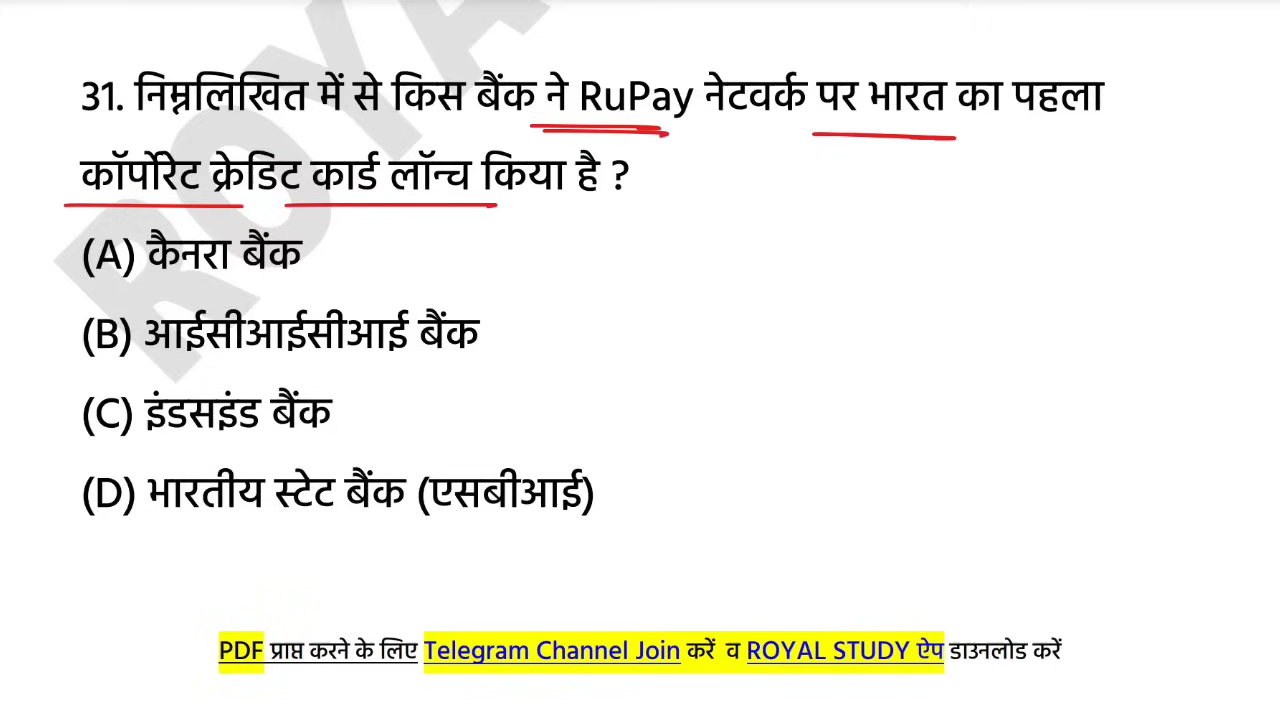 31. निम्नलिखित में से किस बैंक ने RuPay नेटवर्क पर भारत का पहला
कॉर्पोरेट क्रेडिट कार्ड लॉन्च किया है ?
(A) कैनरा बैंक
(B) आईसीआईसीआई बैंक
(C) इंडसइंड बैंक
(D) भारतीय स्टेट बैंक (एसबीआई)
PDF प्राप्त करने के लिए Telegram Channel Join करें व ROYAL STUDY ऐप डाउनलोड करें
ROYA